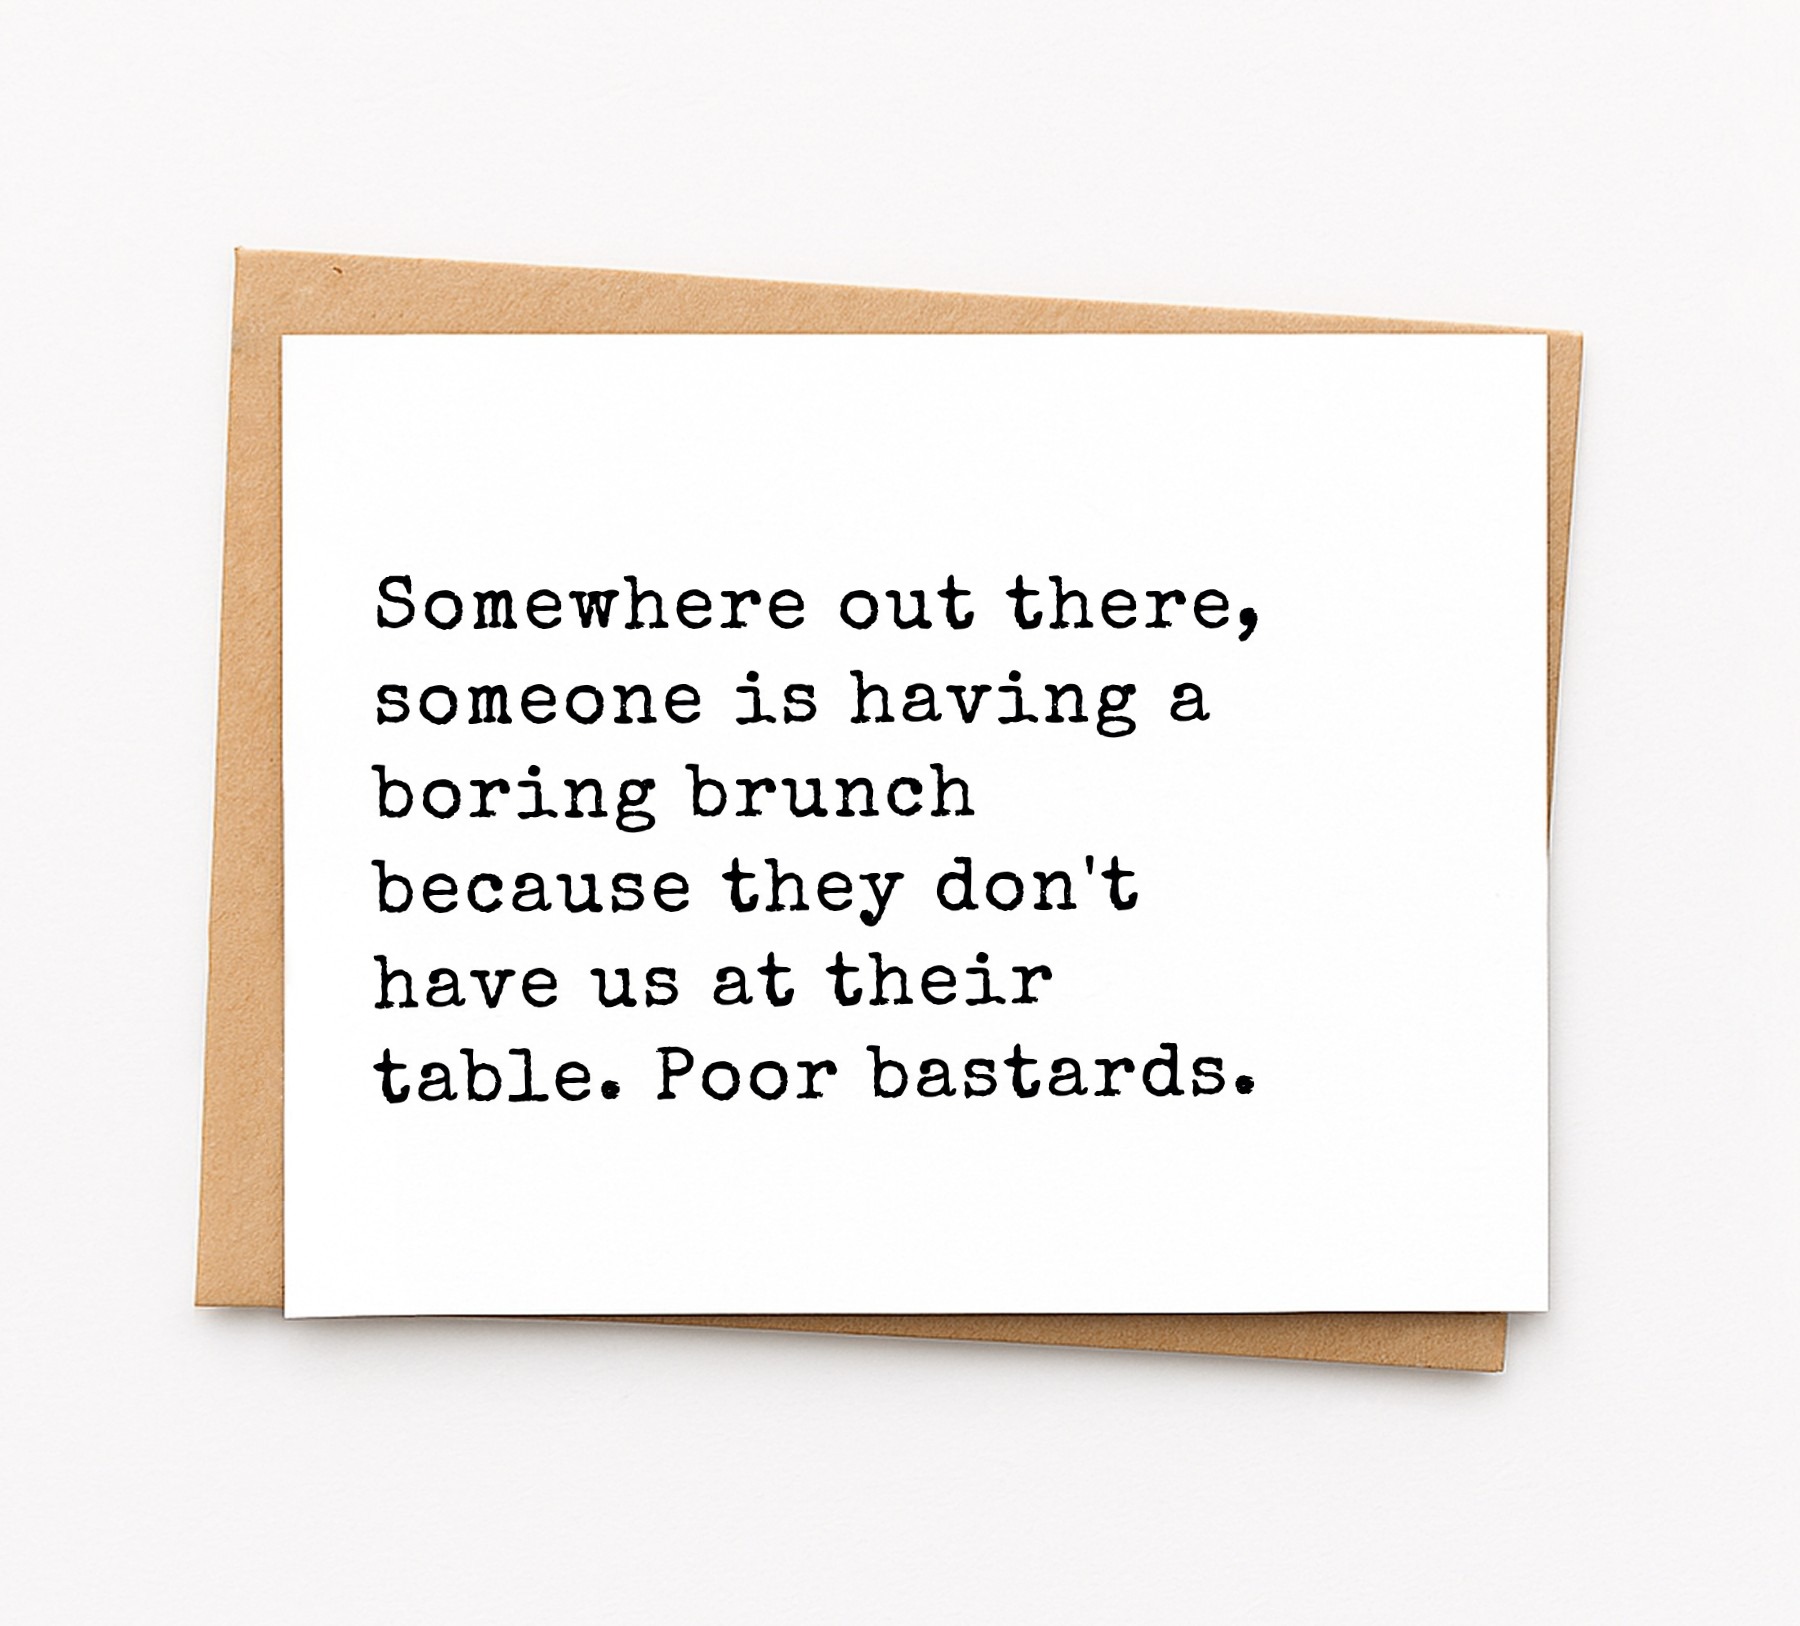 Somewhere out there,
someone is having a
boring brunch
because they don't
have us at their
table. Poor bastards.